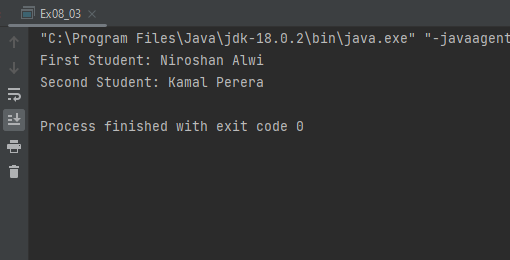 Ex08_03
"C:\Program Files\Java\jdk-18.0.2\bin\java.exe" "-javaagent
First Student: Niroshan Alwi
Second Student: Kamal Perera
Process finished with exit code 0